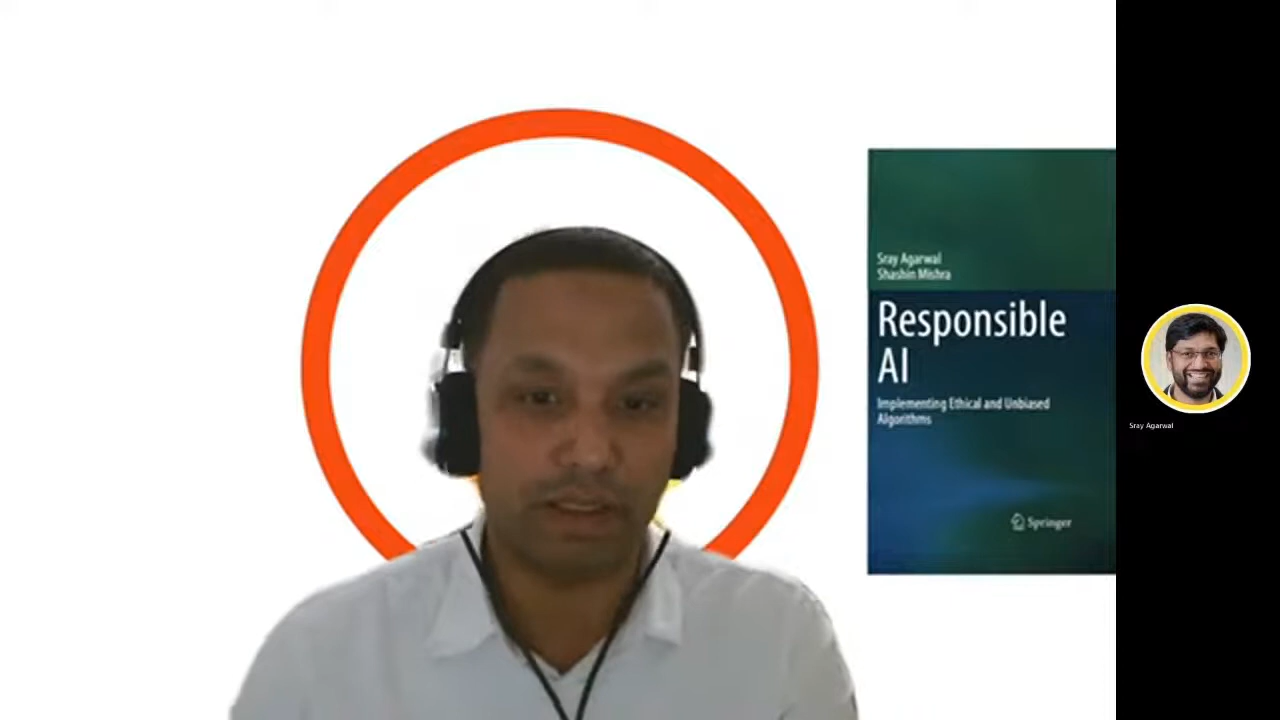 Sray Agarwal
Shashin Mishra
Responsible
AI
Implementing Ethical and Unbiased
Algorithms
Springer
Sray Agarwal